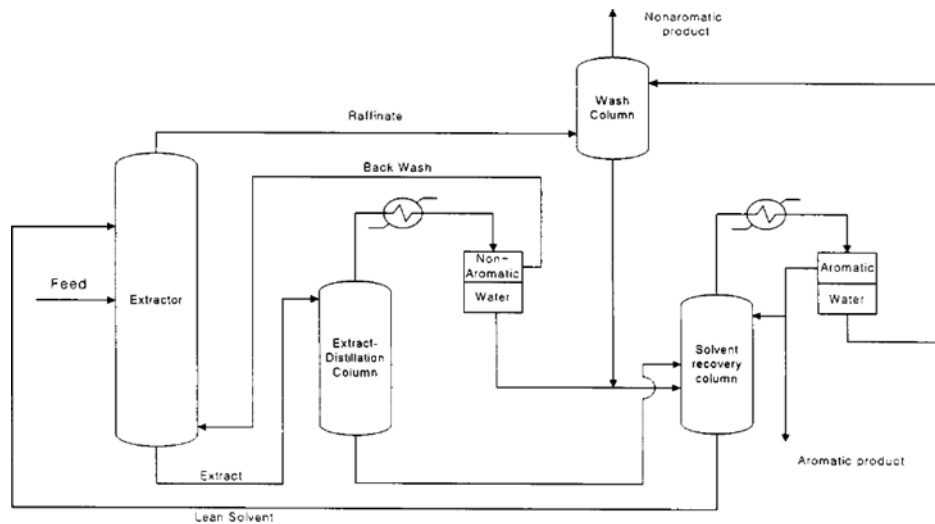 Nonaromatic
product
Wash
Column
Raffinate
Back Wash
Non-
Aromatic
Water
Aromatic
Water
Feed
Extractor
Extract-
Distillation
Column
Solvent
recovery
column
Extract
Aromatic product
Lean Solvent